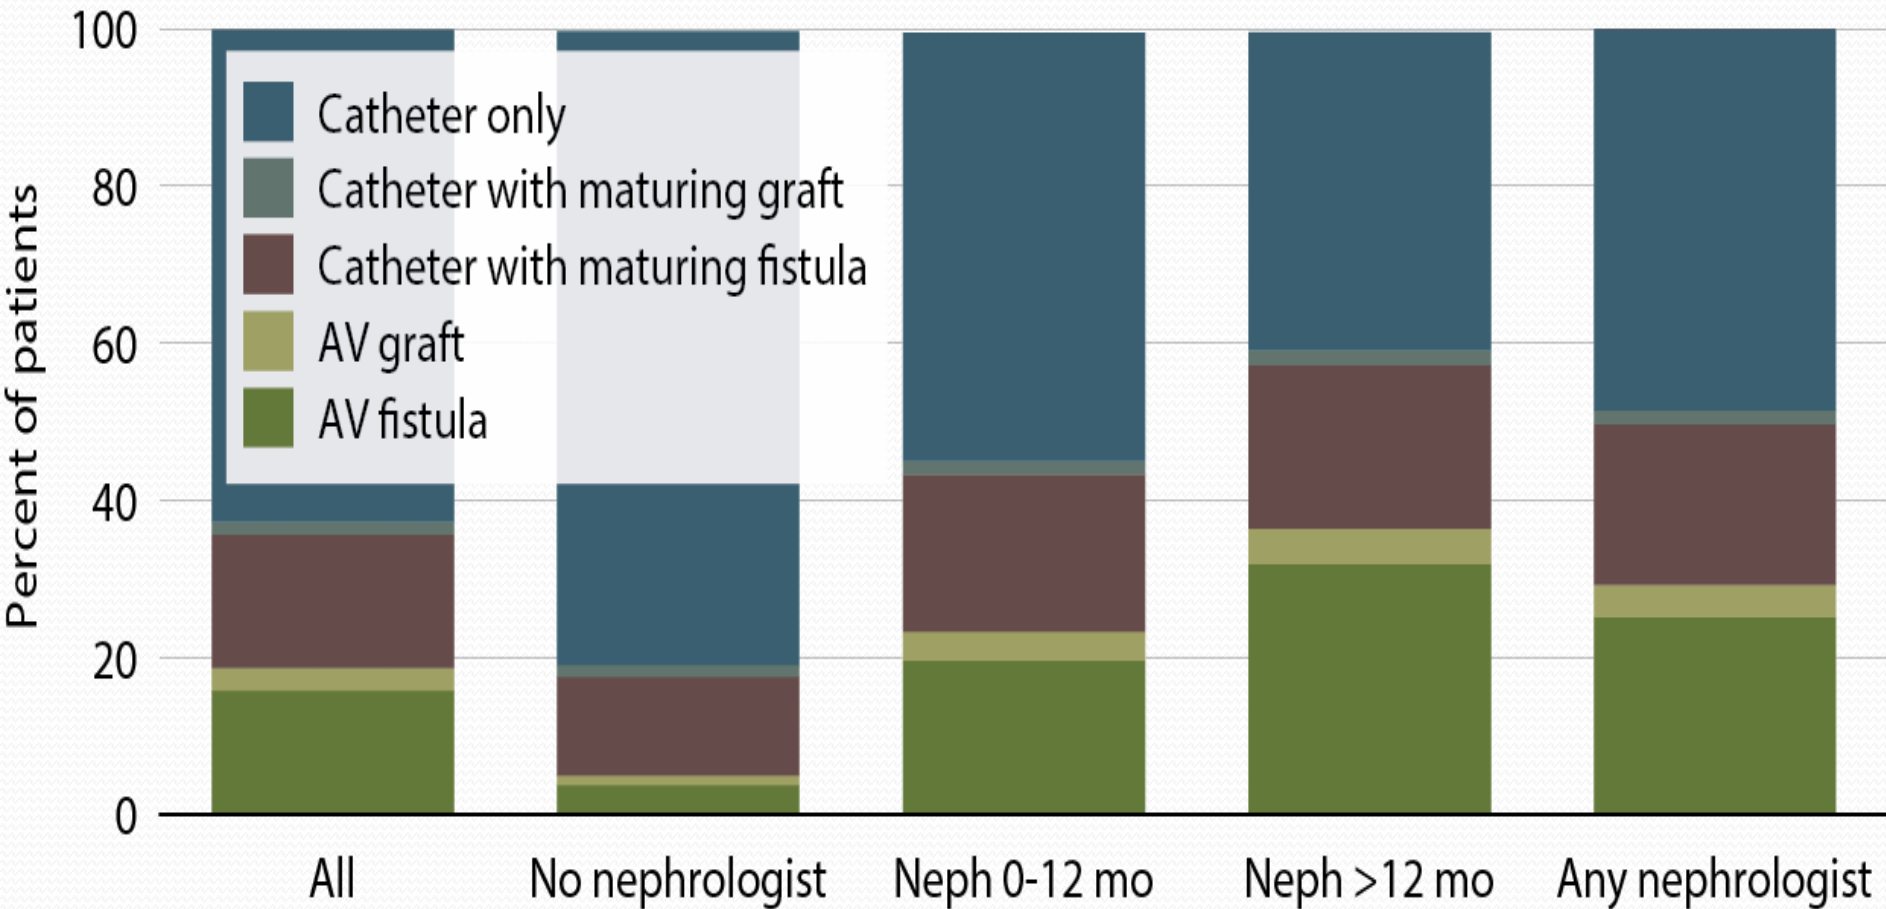 Percent of patients
100
80
60
40
20
0
Catheter only
Catheter with maturing graft
Catheter with maturing fistula
AV graft
AV fistula
All No nephrologist Neph 0-12 mo Neph >12 mo Any nephrologist